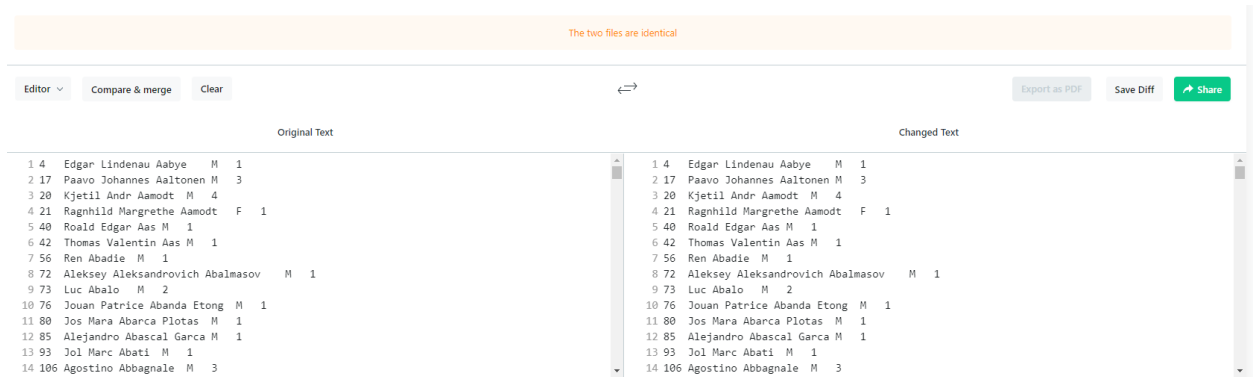 The two files are identical
Editor Compare & merge Clear Export as PDF Save Diff Share
Original Text Changed Text
1 4 Edgar Lindenau Aabye M 1
2 17 Paavo Johannes Aaltonen M 3
3 20 Kjetil Andr Aamodt M 4
4 21 Ragnhild Margrethe Aamodt F 1
5 40 Roald Edgar Aas M 1
6 42 Thomas Valentin Aas M 1
7 56 Ren Abadie M 1
8 72 Aleksey Aleksandrovich Abalmasov M 1
9 73 Luc Abalo M 2
10 76 Jouan Patrice Abanda Etong M 1
11 80 Jos Mara Abarca Plotas M 1
12 85 Alejandro Abascal Garca M 1
13 93 Jol Marc Abati M 1
14 106 Agostino Abbagnale M 3
1 4 Edgar Lindenau Aabye M 1
2 17 Paavo Johannes Aaltonen M 3
3 20 Kjetil Andr Aamodt M 4
4 21 Ragnhild Margrethe Aamodt F 1
5 40 Roald Edgar Aas M 1
6 42 Thomas Valentin Aas M 1
7 56 Ren Abadie M 1
8 72 Aleksey Aleksandrovich Abalmasov M 1
9 73 Luc Abalo M 2
10 76 Jouan Patrice Abanda Etong M 1
11 80 Jos Mara Abarca Plotas M 1
12 85 Alejandro Abascal Garca M 1
13 93 Jol Marc Abati M 1
14 106 Agostino Abbagnale M 3